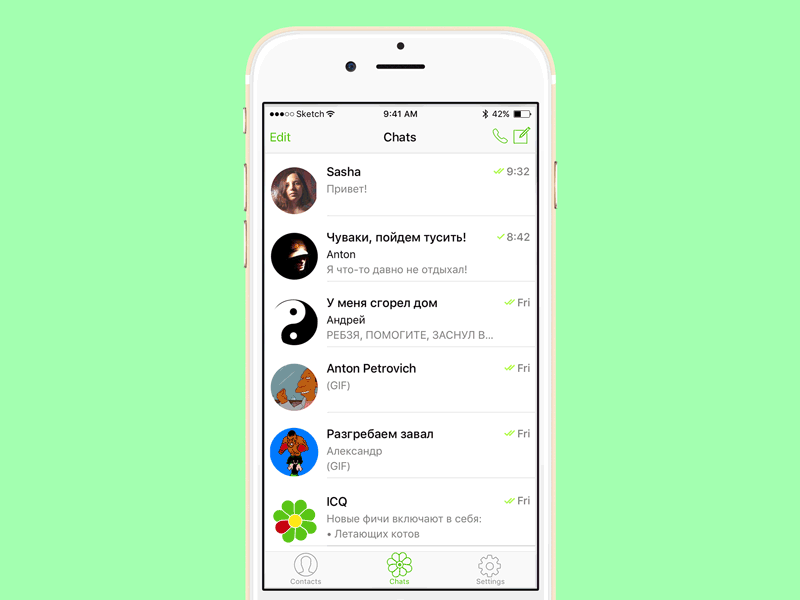 Sketch 9:41 AM 42%
Edit Chats
Sasha 9:32
Привет!
Чуваки, пойдем тусить! 8:42
Anton
Я что-то давно не отдыхал!
У меня сгорел дом Fri
Андрей
РЕБЗЯ, ПОМОГИТЕ, ЗАСНУЛ В...
Anton Petrovich Fri
(GIF)
Разгребаем завал Fri
Александр
(GIF)
ICQ Fri
Новые фичи включают в себя:
• Летающих котов
Contacts Chats Settings